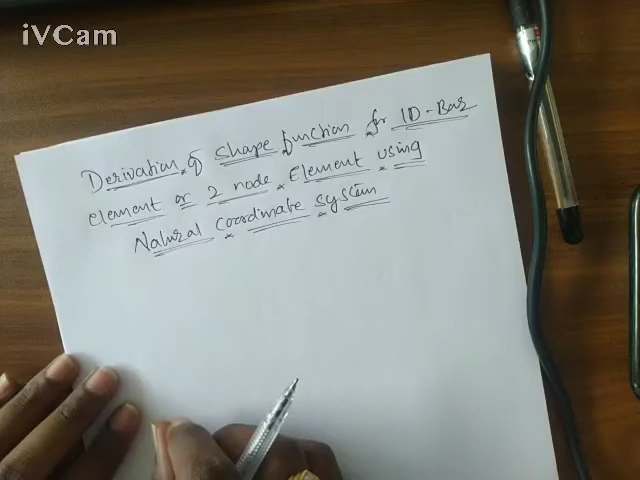 iVCam
Derivation of shape function for 1D-Bar
element or 2 node Element using
Natural coordinate system